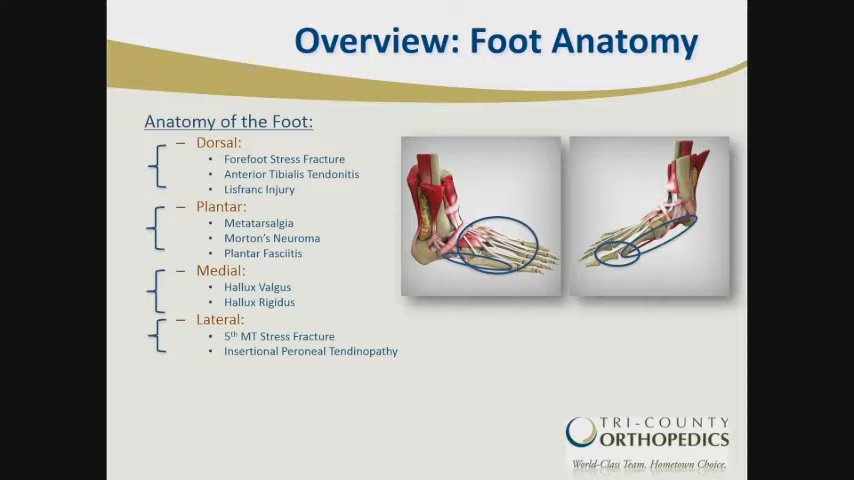 Overview: Foot Anatomy
Anatomy of the Foot:
– Dorsal:
• Forefoot Stress Fracture
• Anterior Tibialis Tendonitis
• Lisfranc Injury
– Plantar:
• Metatarsalgia
• Morton's Neuroma
• Plantar Fasciitis
– Medial:
• Hallux Valgus
• Hallux Rigidus
– Lateral:
• 5th MT Stress Fracture
• Insertional Peroneal Tendinopathy
TRI-COUNTY
ORTHOPEDICS
World-Class Team. Hometown Choice.